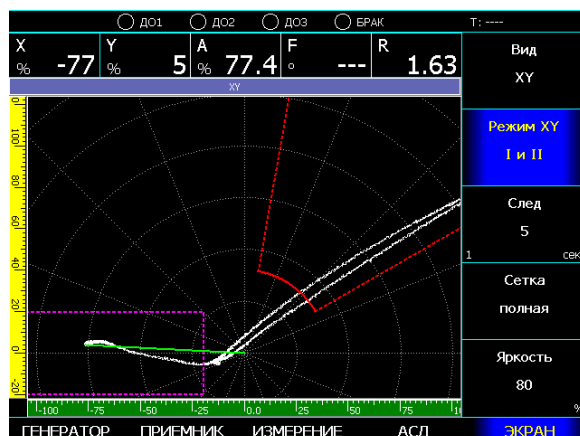 ДО1 ДО2 ДО3 БРАК T: ----
X % -77 Y % 5 A % 77.4 F ° --- R 1.63
XY
Вид
XY
Режим XY
I и II
След
5
1 сек
Сетка
полная
Яркость
80
%
100
80
60
40
20
0
-20
-100 -75 -50 -25 0.0 25 50 75
ГЕНЕРАТОР ПРИЕМНИК ИЗМЕРЕНИЕ АСД ЭКРАН